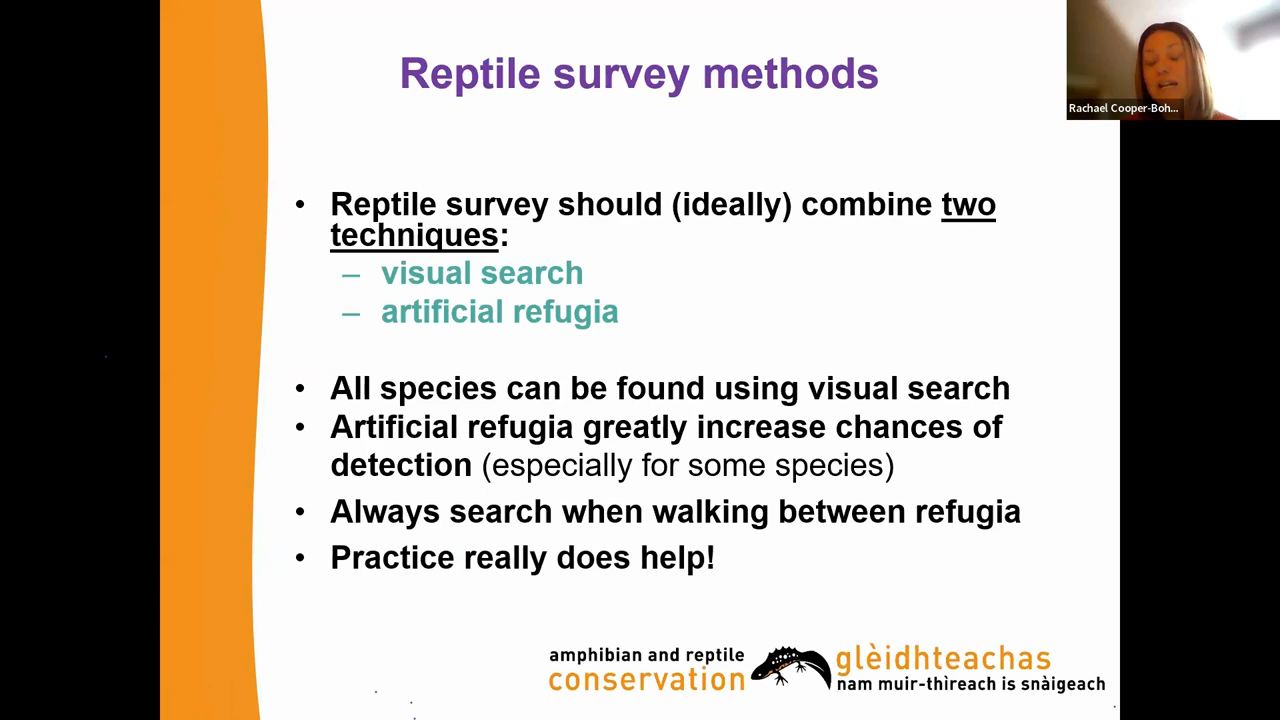 Reptile survey methods
Rachael Cooper-Boh...
• Reptile survey should (ideally) combine two
techniques:
– visual search
– artificial refugia
• All species can be found using visual search
• Artificial refugia greatly increase chances of
detection (especially for some species)
• Always search when walking between refugia
• Practice really does help!
amphibian and reptile
conservation
glèidhteachas
nam muir-thìreach is snàigeach